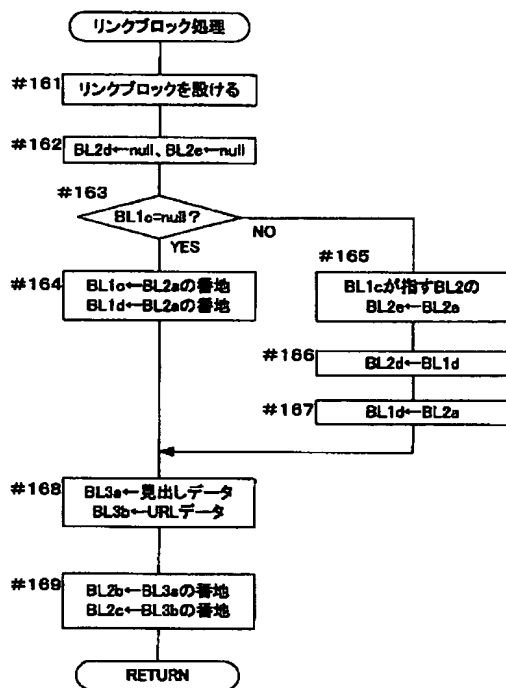 リンクブロック処理
#161
リンクブロックを設ける
#162
BL2d←null、BL2e←null
#163
BL1c=null?
YES
NO
#164
BL1c←BL2aの番地
BL1d←BL2aの番地
#165
BL1cが指すBL2の
BL2e←BL2a
#166
BL2d←BL1d
#167
BL1d←BL2a
#168
BL3a←見出しデータ
BL3b←URLデータ
#169
BL2b←BL3aの番地
BL2c←BL3bの番地
RETURN